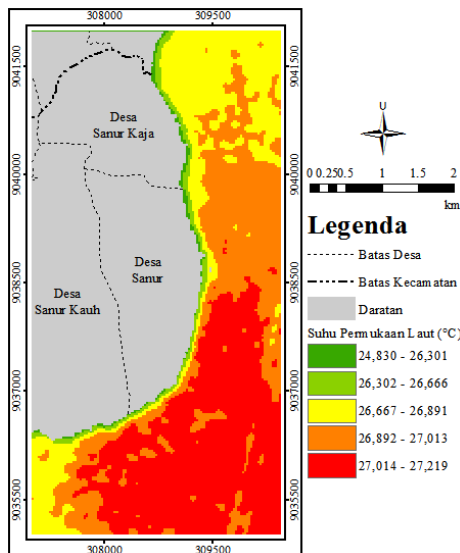 308000 309500
9041500 9041500
Desa
Sanur Kaja
9040000 9040000
Desa
Sanur
9038500 9038500
Desa
Sanur Kauh
9037000 9037000
9035500 9035500
308000 309500
U
0 0.250.5 1 1.5 2
km
Legenda
Batas Desa
Batas Kecamatan
Daratan
Suhu Permukaan Laut (°C)
24,830 - 26,301
26,302 - 26,666
26,667 - 26,891
26,892 - 27,013
27,014 - 27,219